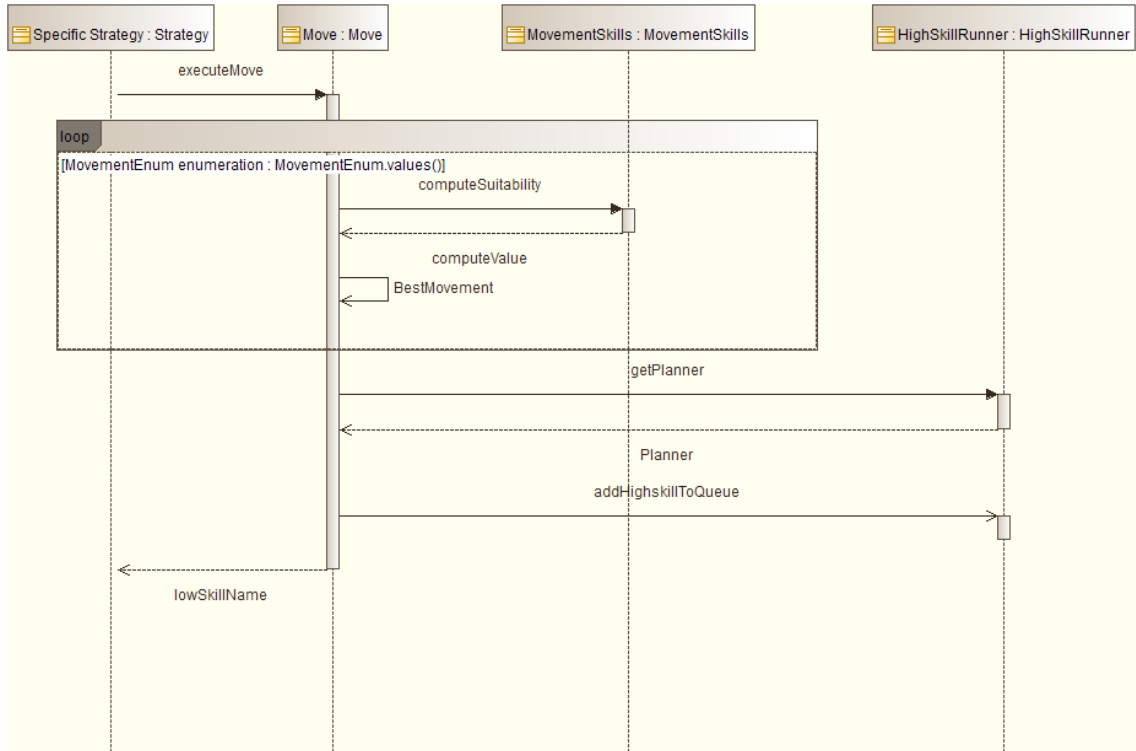 Specific Strategy : Strategy
Move : Move
MovementSkills : MovementSkills
HighSkillRunner : HighSkillRunner
executeMove
loop
[MovementEnum enumeration : MovementEnum.values()]
computeSuitability
computeValue
BestMovement
getPlanner
Planner
addHighskillToQueue
lowSkillName